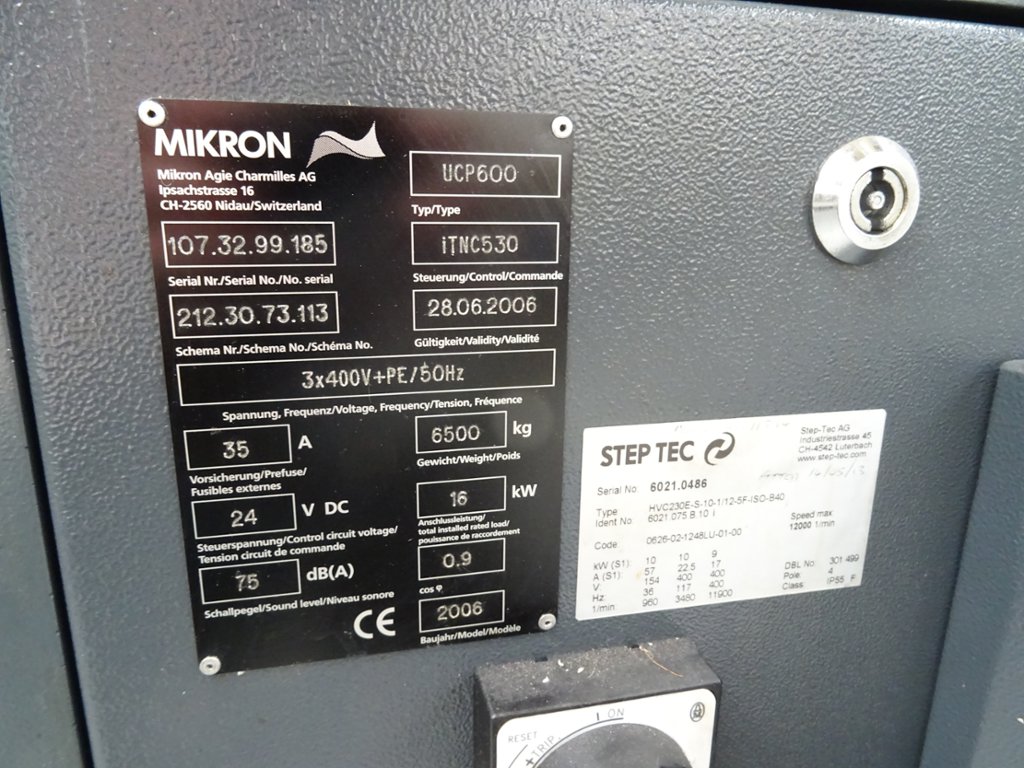 MIKRON
Mikron Agie Charmilles AG
Ipsachstrasse 16
CH-2560 Nidau/Switzerland
UCP600
Typ/Type
107.32.99.185
Serial Nr./Serial No./No. serial
iTNC530
Steuerung/Control/Commande
212.30.73.113
Schema Nr./Schema No./Schéma No.
28.06.2006
Gültigkeit/Validity/Validité
3x400V+PE/50Hz
Spannung, Frequenz/Voltage, Frequency/Tension, Fréquence
35 A
Vorsicherung/Prefuse/
Fusibles externes
6500 kg
Gewicht/Weight/Poids
24 V DC
Steuerspannung/Control circuit voltage/
Tension circuit de commande
16 kW
Anschlussleistung/
total installed rated load/
pouissance de raccordement
75 dB(A)
Schallpegel/Sound level/Niveau sonore
0.9
cos φ
CE
2006
Baujahr/Model/Modèle
STEP TEC
Step-Tec AG
Industriestrasse 45
CH-4542 Luterbach
www.step-tec.com
Serial No: 6021.0486
Type HVC230E-S-10-1/12-5F-ISO-B40
Ident No: 6021.075 B.10 I
Code: 0626-02-1248LU-01-00
Speed max
12000 1/min
kW (S1): 10 10 9
A (S1): 57 22.5 17
V: 154 400 400
Hz: 36 117 400
1/min: 960 3480 11900
DBL No: 301 499
Pole: 4
Class: IP55 F
RESET
+TRIP
I ON